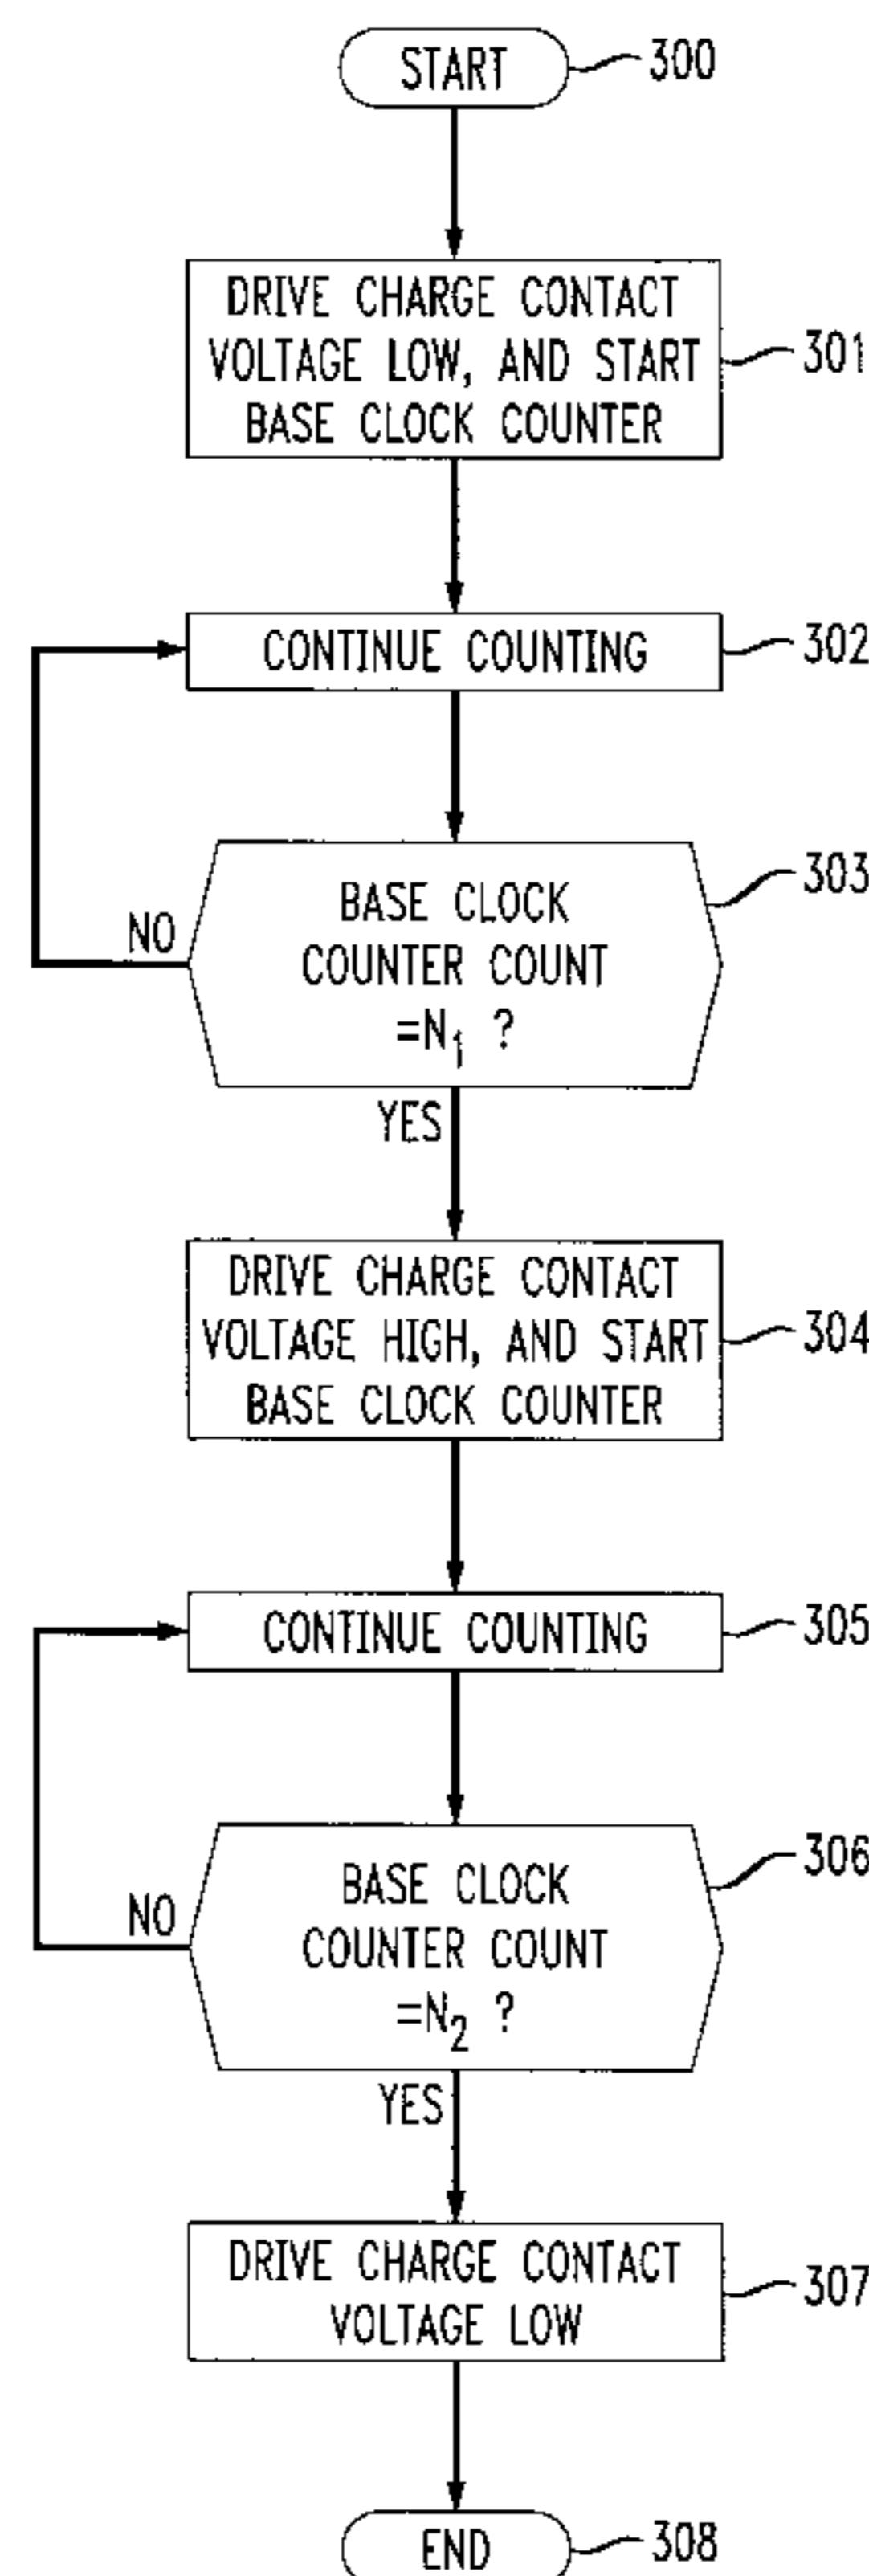 START
300
DRIVE CHARGE CONTACT
VOLTAGE LOW, AND START
BASE CLOCK COUNTER
301
CONTINUE COUNTING
302
BASE CLOCK
COUNTER COUNT
=N₁ ?
303
NO
YES
DRIVE CHARGE CONTACT
VOLTAGE HIGH, AND START
BASE CLOCK COUNTER
304
CONTINUE COUNTING
305
BASE CLOCK
COUNTER COUNT
=N₂ ?
306
NO
YES
DRIVE CHARGE CONTACT
VOLTAGE LOW
307
END
308